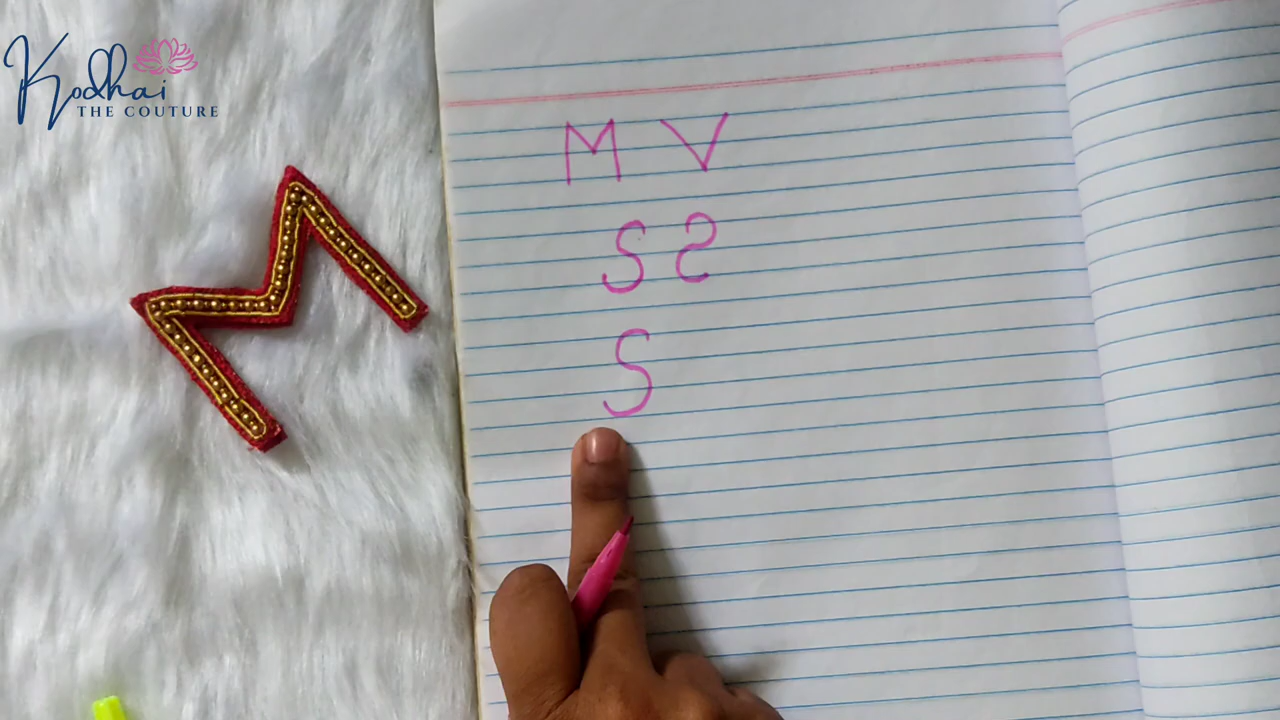 Kodhai
THE COUTURE
M
M V
S Ƨ
S